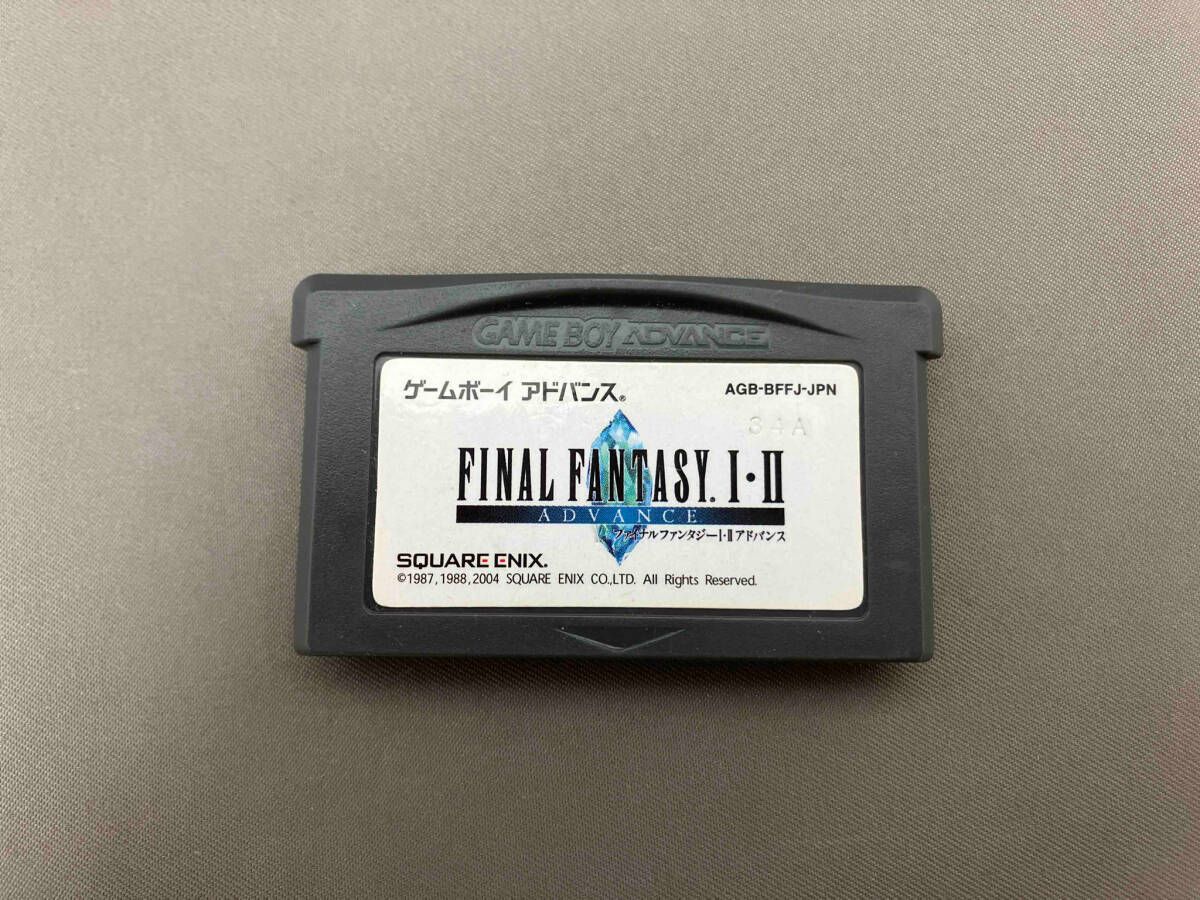 GAME BOY ADVANCE
ゲームボーイ アドバンス®
AGB-BFFJ-JPN
34A
FINAL FANTASY. I・II
ADVANCE
ファイナルファンタジーI・II アドバンス
SQUARE ENIX.
©1987, 1988, 2004 SQUARE ENIX CO.,LTD. All Rights Reserved.